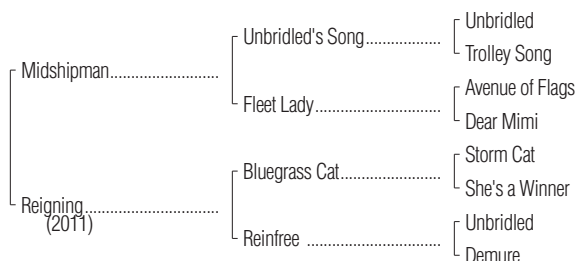 Unbridled
Unbridled's Song
Trolley Song
Midshipman
Avenue of Flags
Fleet Lady
Dear Mimi
Storm Cat
Bluegrass Cat
She's a Winner
Reigning
(2011)
Unbridled
Reinfree
Demure